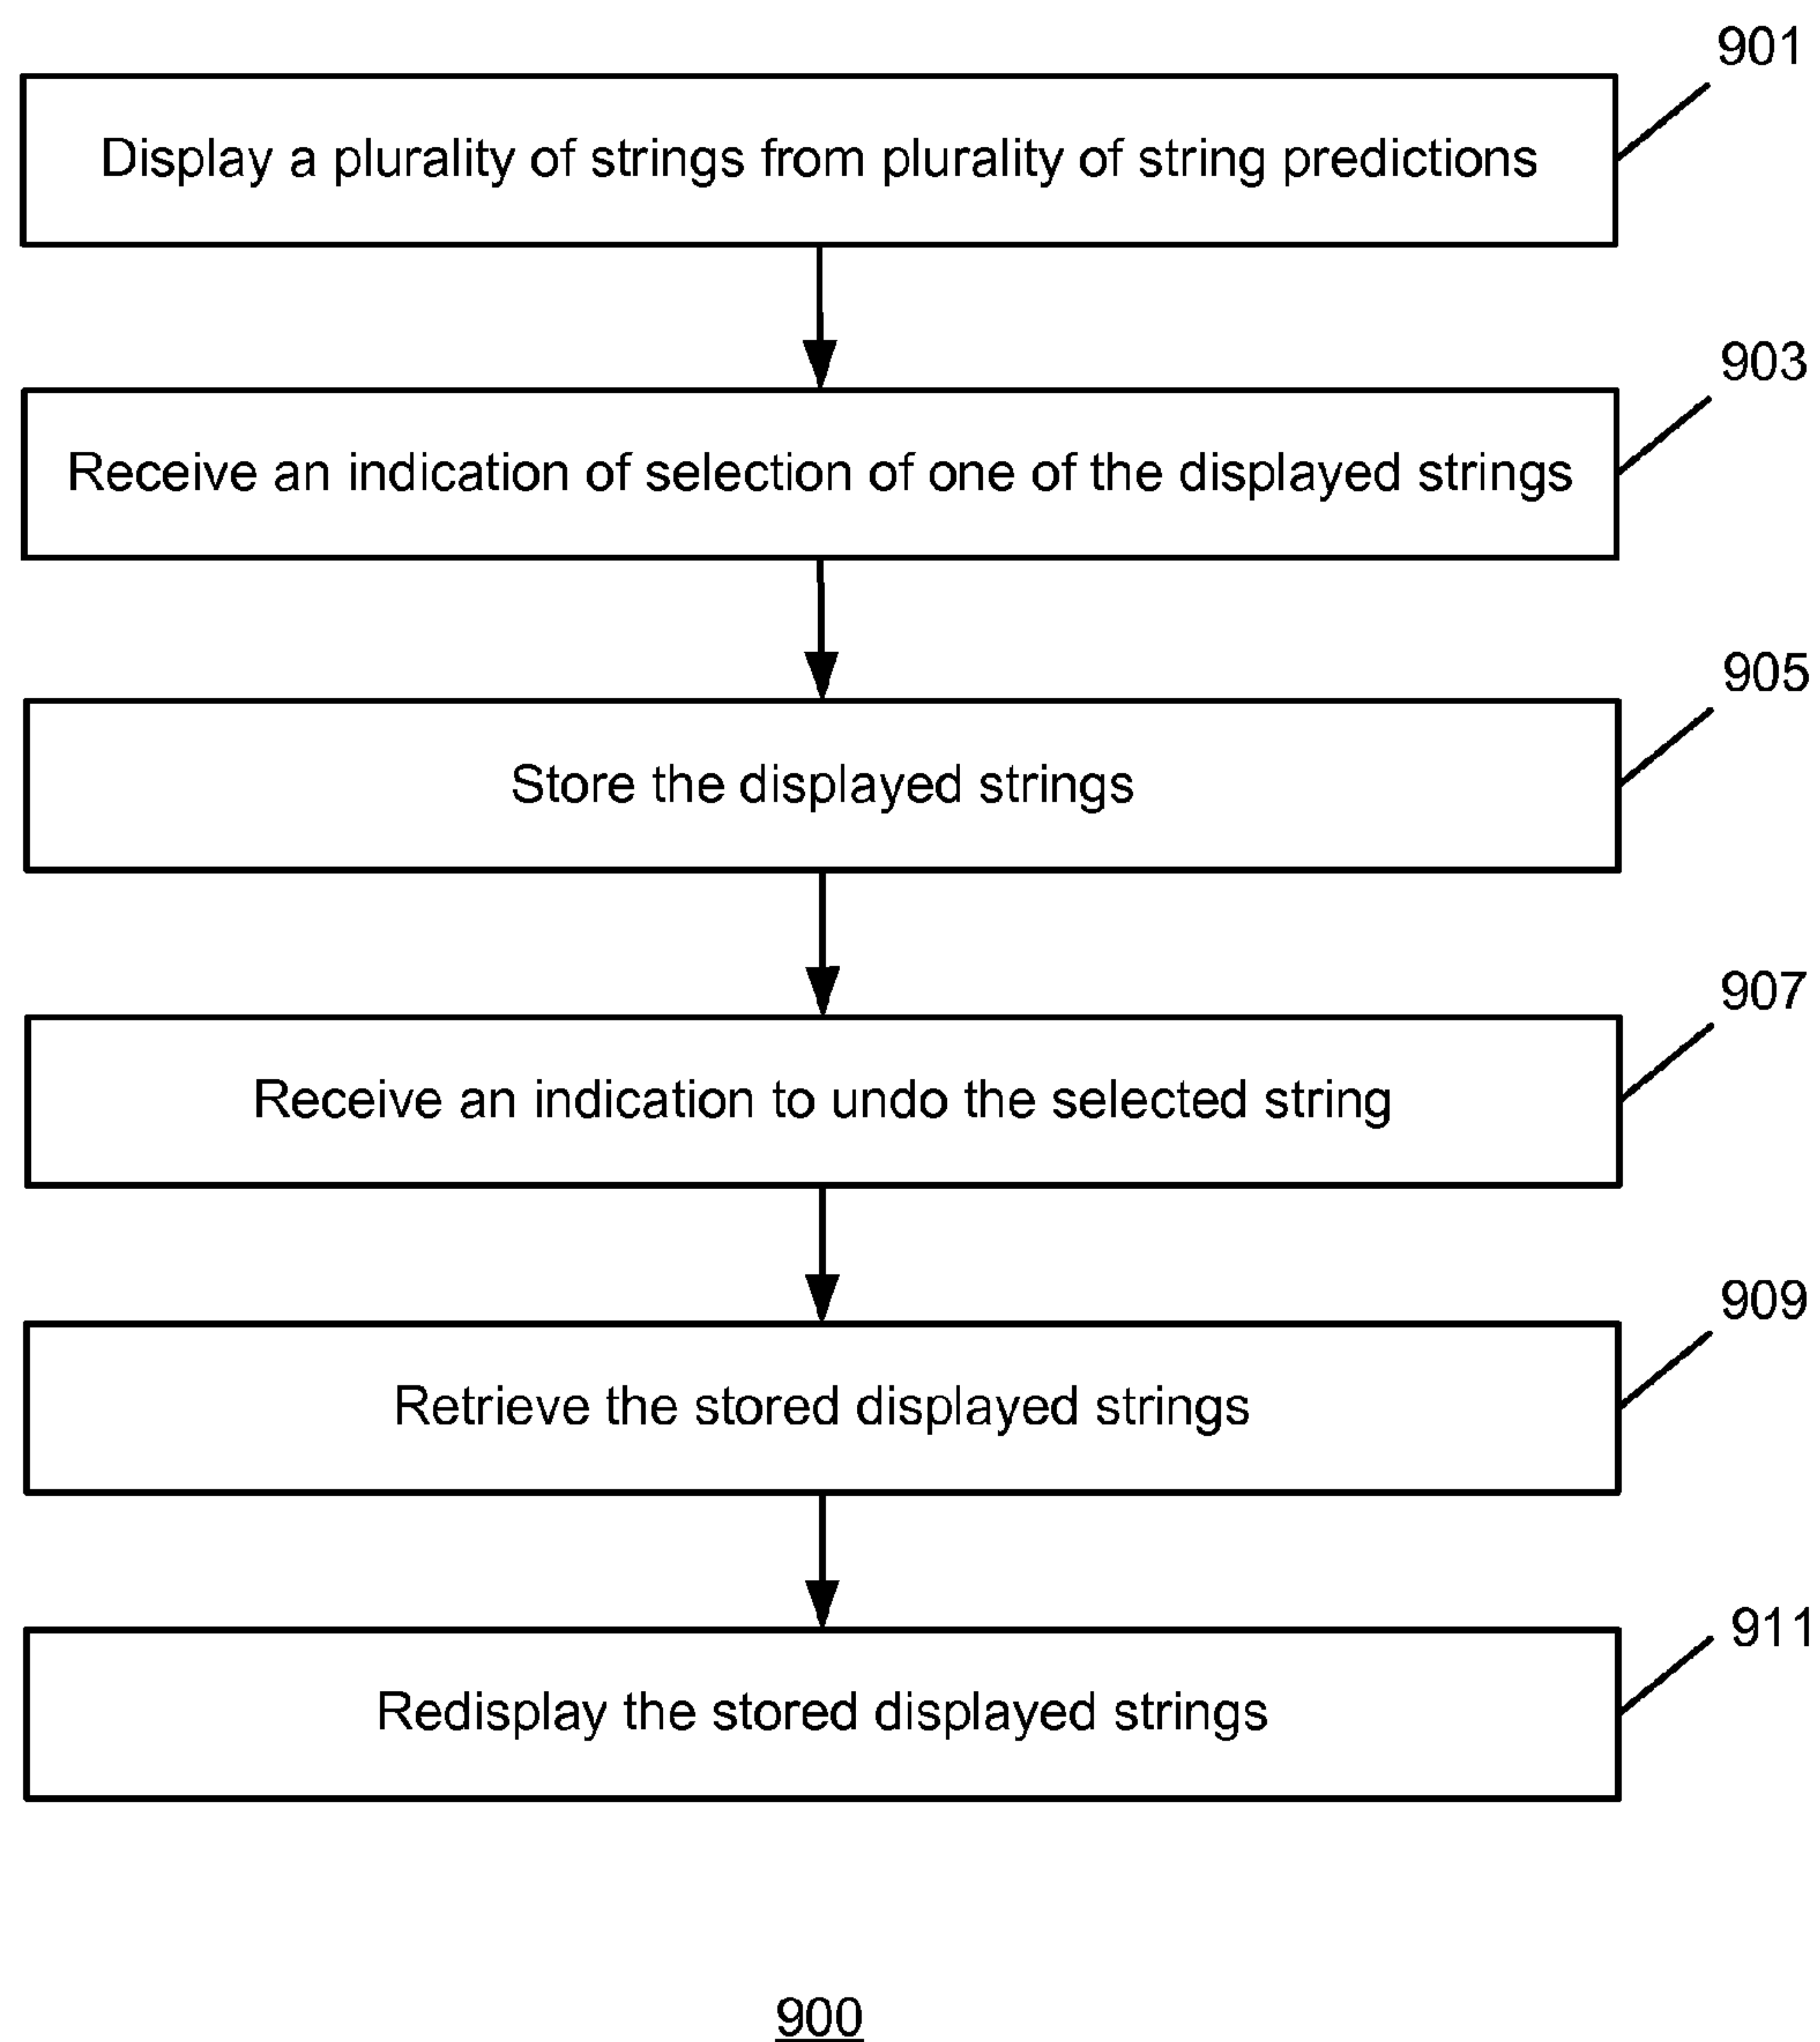 901
Display a plurality of strings from plurality of string predictions
903
Receive an indication of selection of one of the displayed strings
905
Store the displayed strings
907
Receive an indication to undo the selected string
909
Retrieve the stored displayed strings
911
Redisplay the stored displayed strings
900